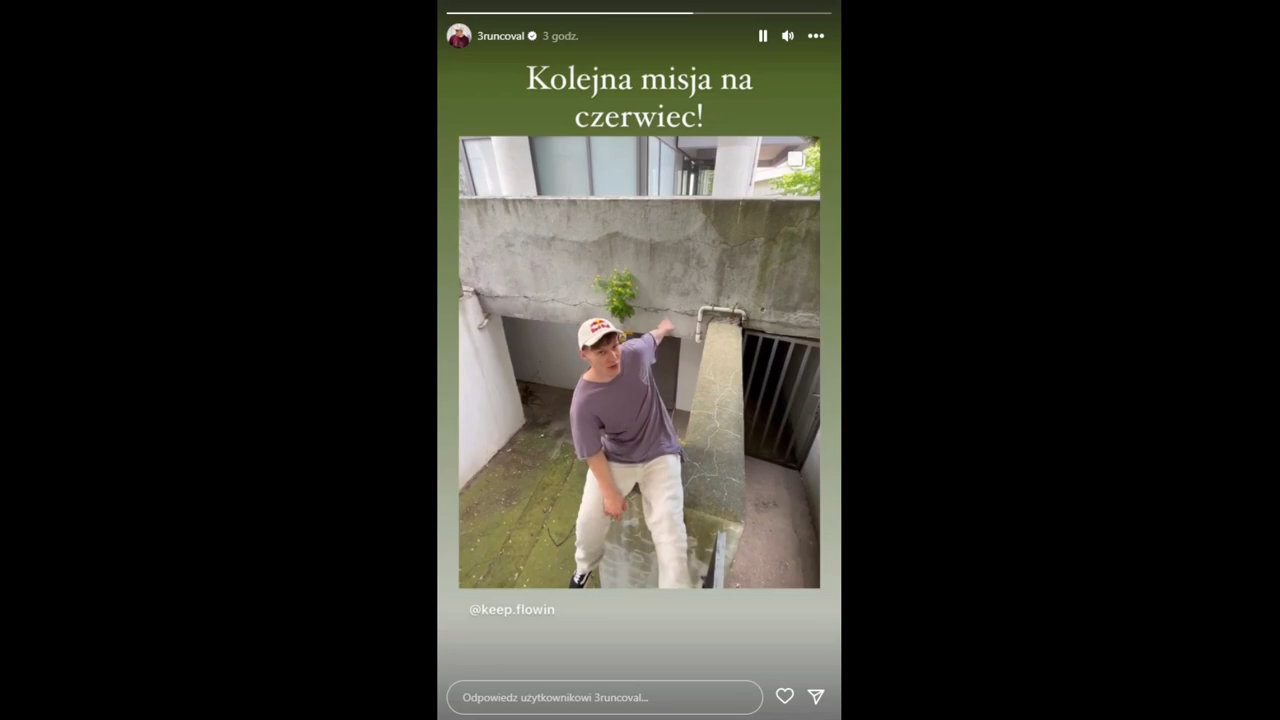 3runcoval 3 godz.
Kolejna misja na
czerwiec!
@keep.flowin
Odpowiedz użytkownikowi 3runcoval...